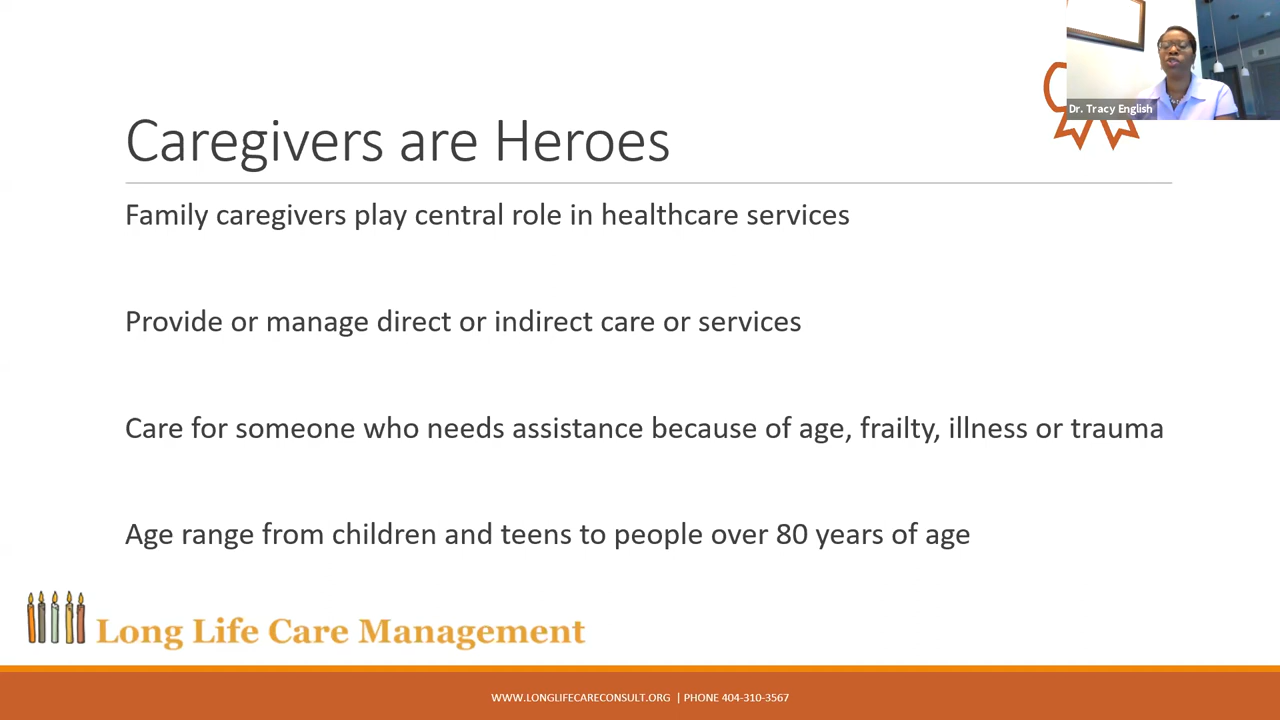 Dr. Tracy English
Caregivers are Heroes
Family caregivers play central role in healthcare services
Provide or manage direct or indirect care or services
Care for someone who needs assistance because of age, frailty, illness or trauma
Age range from children and teens to people over 80 years of age
Long Life Care Management
WWW.LONGLIFECARECONSULT.ORG | PHONE 404-310-3567